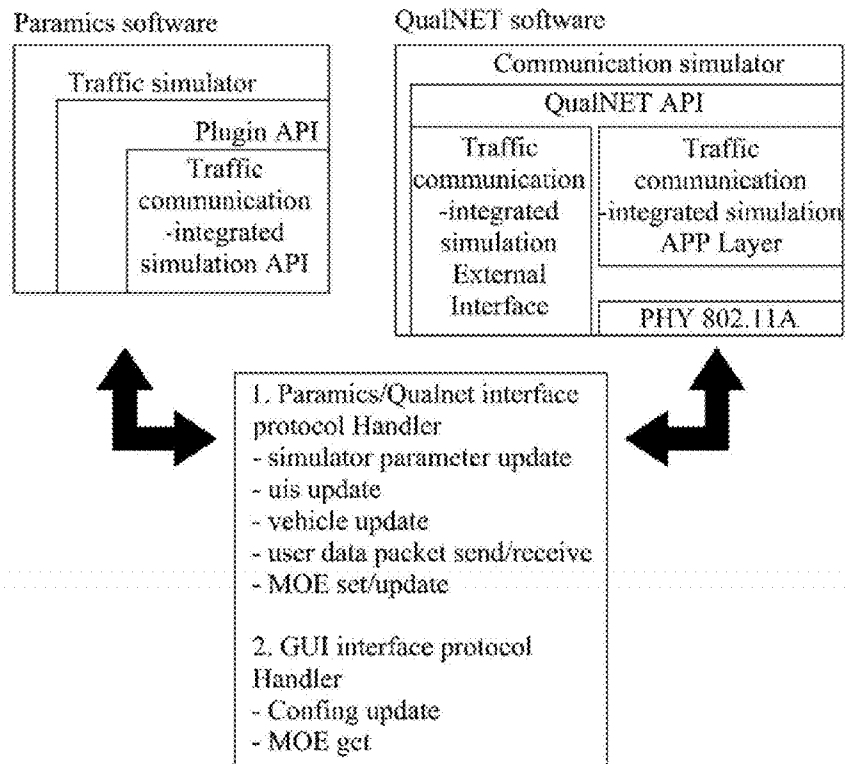 Paramics software
Traffic simulator
Plugin API
Traffic
communication
-integrated
simulation API
QualNET software
Communication simulator
QualNET API
Traffic
communication
-integrated
simulation
External
Interface
Traffic
communication
-integrated simulation
APP Layer
PHY 802.11A
1. Paramics/Qualnet interface
protocol Handler
- simulator parameter update
- uis update
- vehicle update
- user data packet send/receive
- MOE set/update
2. GUI interface protocol
Handler
- Confing update
- MOE get